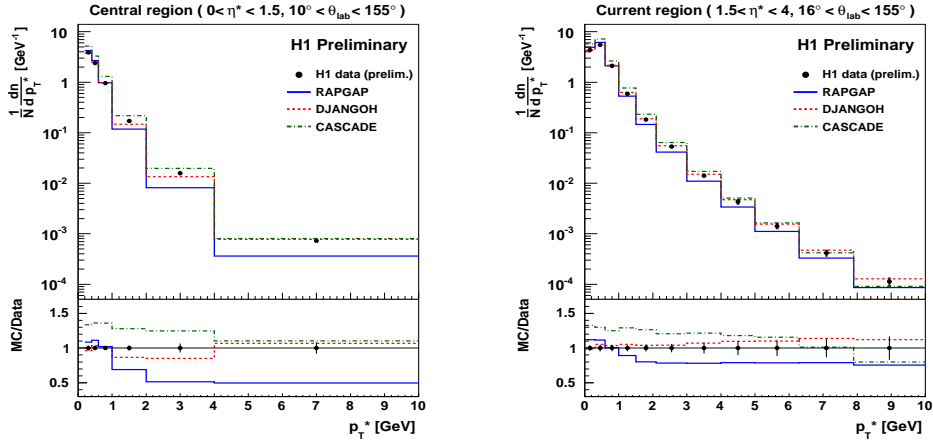 Central region ( 0< η* < 1.5, 10° < θlab< 155° )
1/N dn/d pT* [GeV-1]
10
1
10-1
10-2
10-3
10-4
H1 Preliminary
H1 data (prelim.)
RAPGAP
DJANGOH
CASCADE
MC/Data
1.5
1
0.5
0 1 2 3 4 5 6 7 8 9 10
pT* [GeV]
Current region ( 1.5< η* < 4, 16° < θlab< 155° )
1/N dn/d pT* [GeV-1]
10
1
10-1
10-2
10-3
10-4
H1 Preliminary
H1 data (prelim.)
RAPGAP
DJANGOH
CASCADE
MC/Data
1.5
1
0.5
0 1 2 3 4 5 6 7 8 9 10
pT* [GeV]